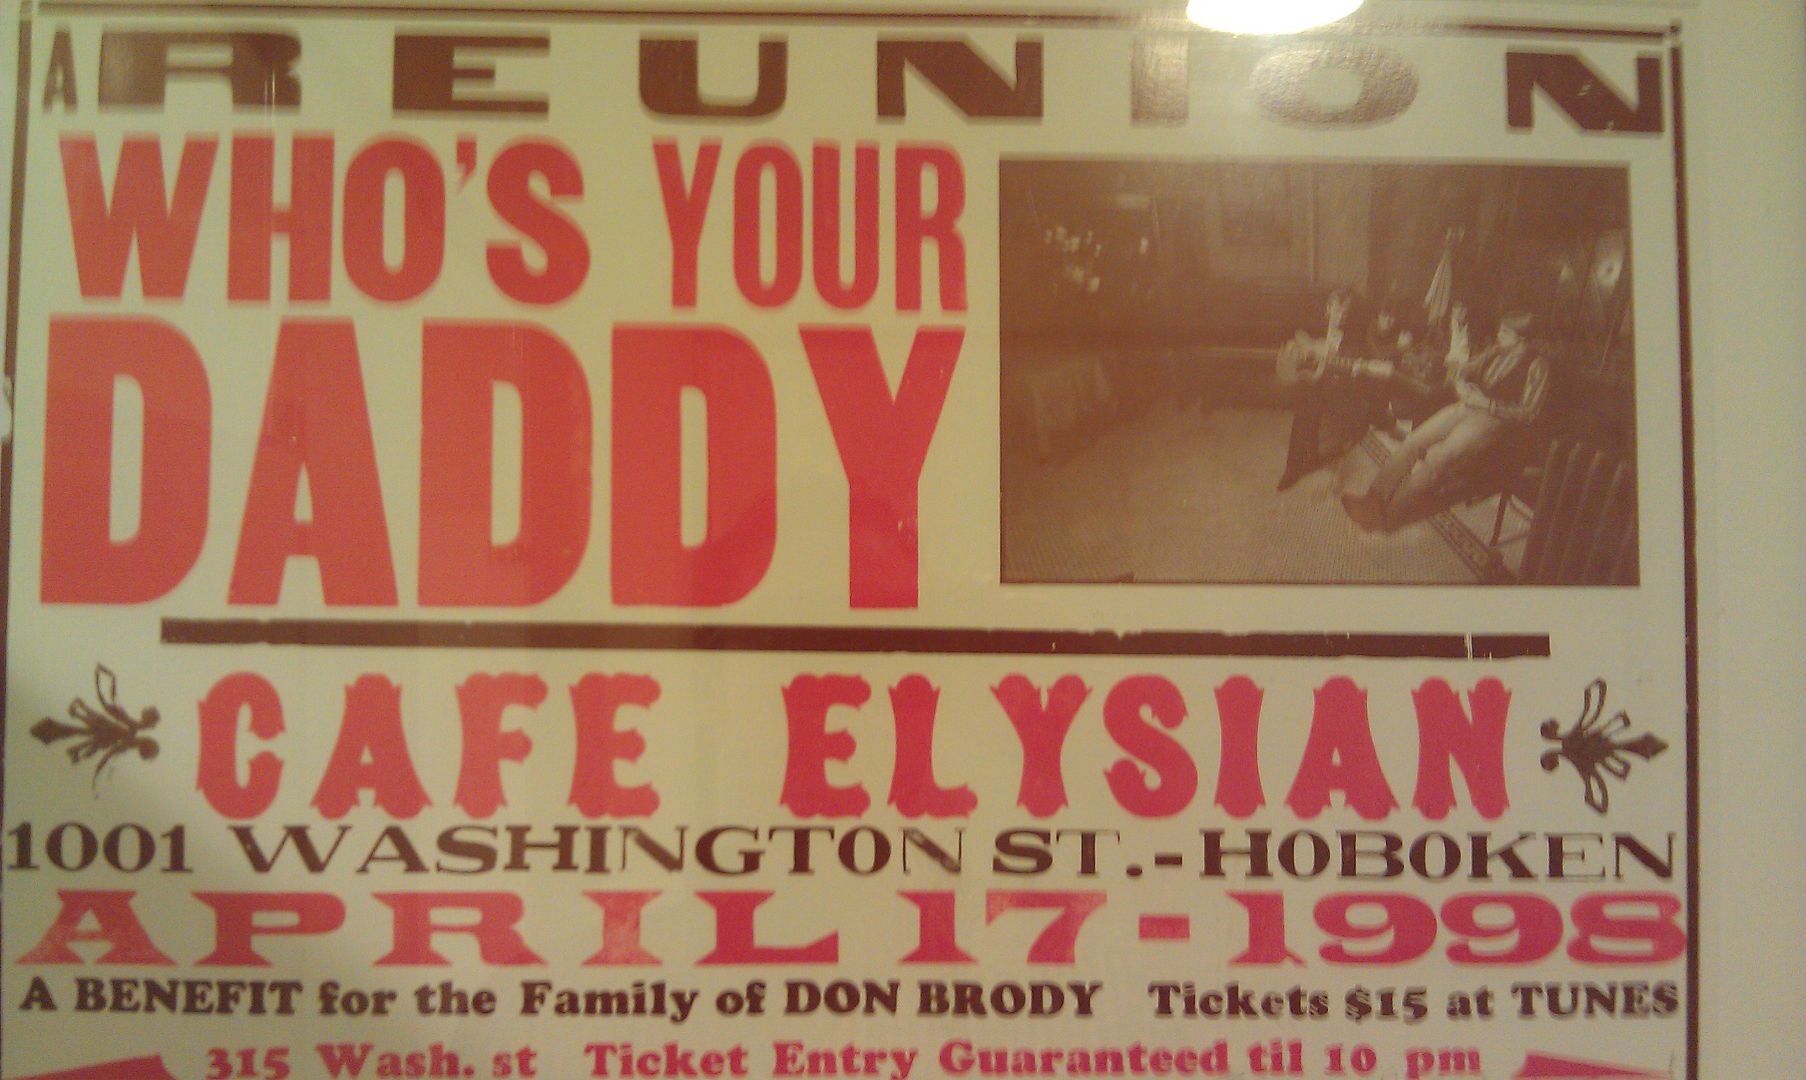 A REUNION
WHO'S YOUR
DADDY
CAFE ELYSIAN
1001 WASHINGTON ST.-HOBOKEN
APRIL 17-1998
A BENEFIT for the Family of DON BRODY Tickets $15 at TUNES
315 Wash. st Ticket Entry Guaranteed til 10 pm